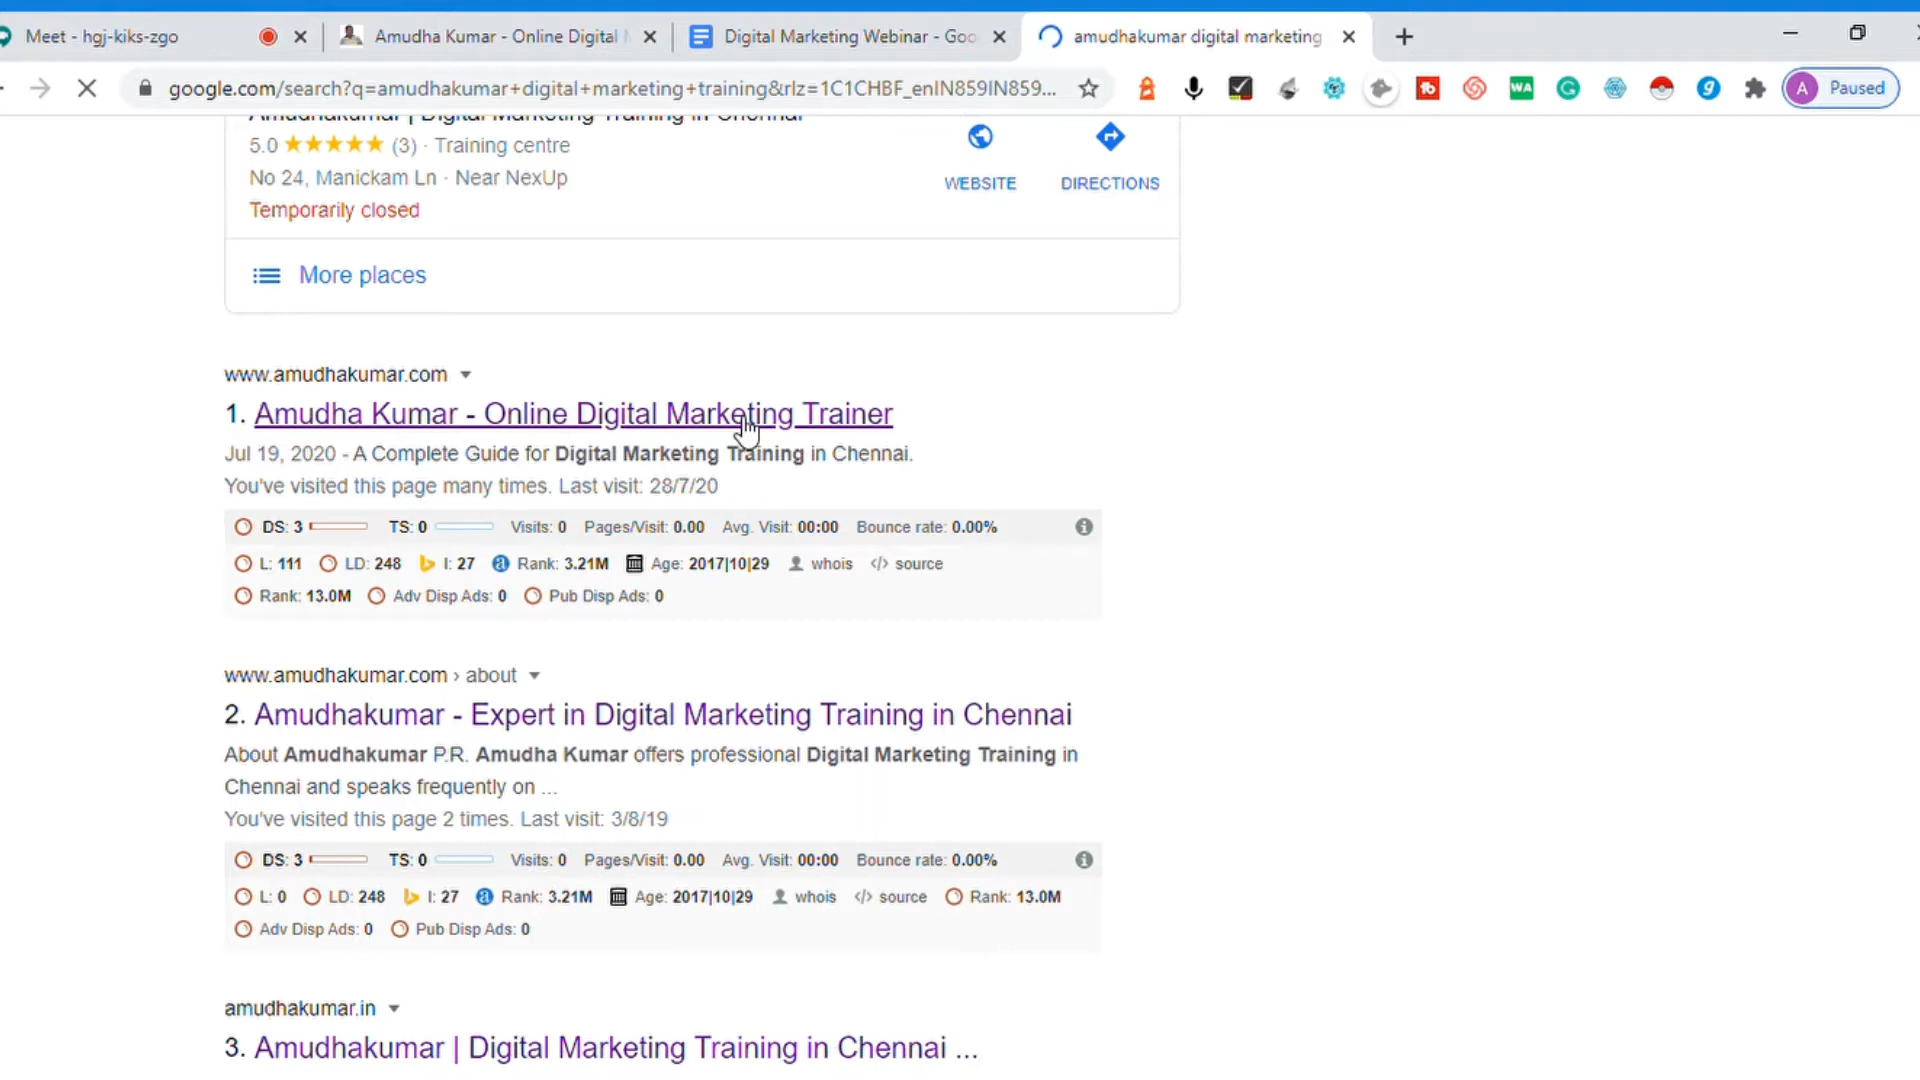 Meet - hgj-kiks-zgo
Amudha Kumar - Online Digital
Digital Marketing Webinar - Goo
amudhakumar digital marketing
google.com/search?q=amudhakumar+digital+marketing+training&rlz=1C1CHBF_enIN859IN859...
Paused
Amudhakumar | Digital Marketing Training in Chennai
5.0 ★★★★★ (3) · Training centre
No 24, Manickam Ln · Near NexUp
Temporarily closed
WEBSITE
DIRECTIONS
More places
www.amudhakumar.com
1. Amudha Kumar - Online Digital Marketing Trainer
Jul 19, 2020 - A Complete Guide for Digital Marketing Training in Chennai.
You've visited this page many times. Last visit: 28/7/20
DS: 3 TS: 0 Visits: 0 Pages/Visit: 0.00 Avg. Visit: 00:00 Bounce rate: 0.00%
L: 111 LD: 248 I: 27 Rank: 3.21M Age: 2017|10|29 whois </> source
Rank: 13.0M Adv Disp Ads: 0 Pub Disp Ads: 0
www.amudhakumar.com › about
2. Amudhakumar - Expert in Digital Marketing Training in Chennai
About Amudhakumar P.R. Amudha Kumar offers professional Digital Marketing Training in
Chennai and speaks frequently on ...
You've visited this page 2 times. Last visit: 3/8/19
DS: 3 TS: 0 Visits: 0 Pages/Visit: 0.00 Avg. Visit: 00:00 Bounce rate: 0.00%
L: 0 LD: 248 I: 27 Rank: 3.21M Age: 2017|10|29 whois </> source Rank: 13.0M
Adv Disp Ads: 0 Pub Disp Ads: 0
amudhakumar.in
3. Amudhakumar | Digital Marketing Training in Chennai ...